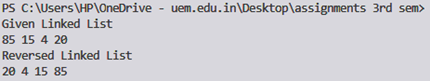 PS C:\Users\HP\OneDrive - uem.edu.in\Desktop\assignments 3rd sem>
Given Linked List
85 15 4 20
Reversed Linked List
20 4 15 85